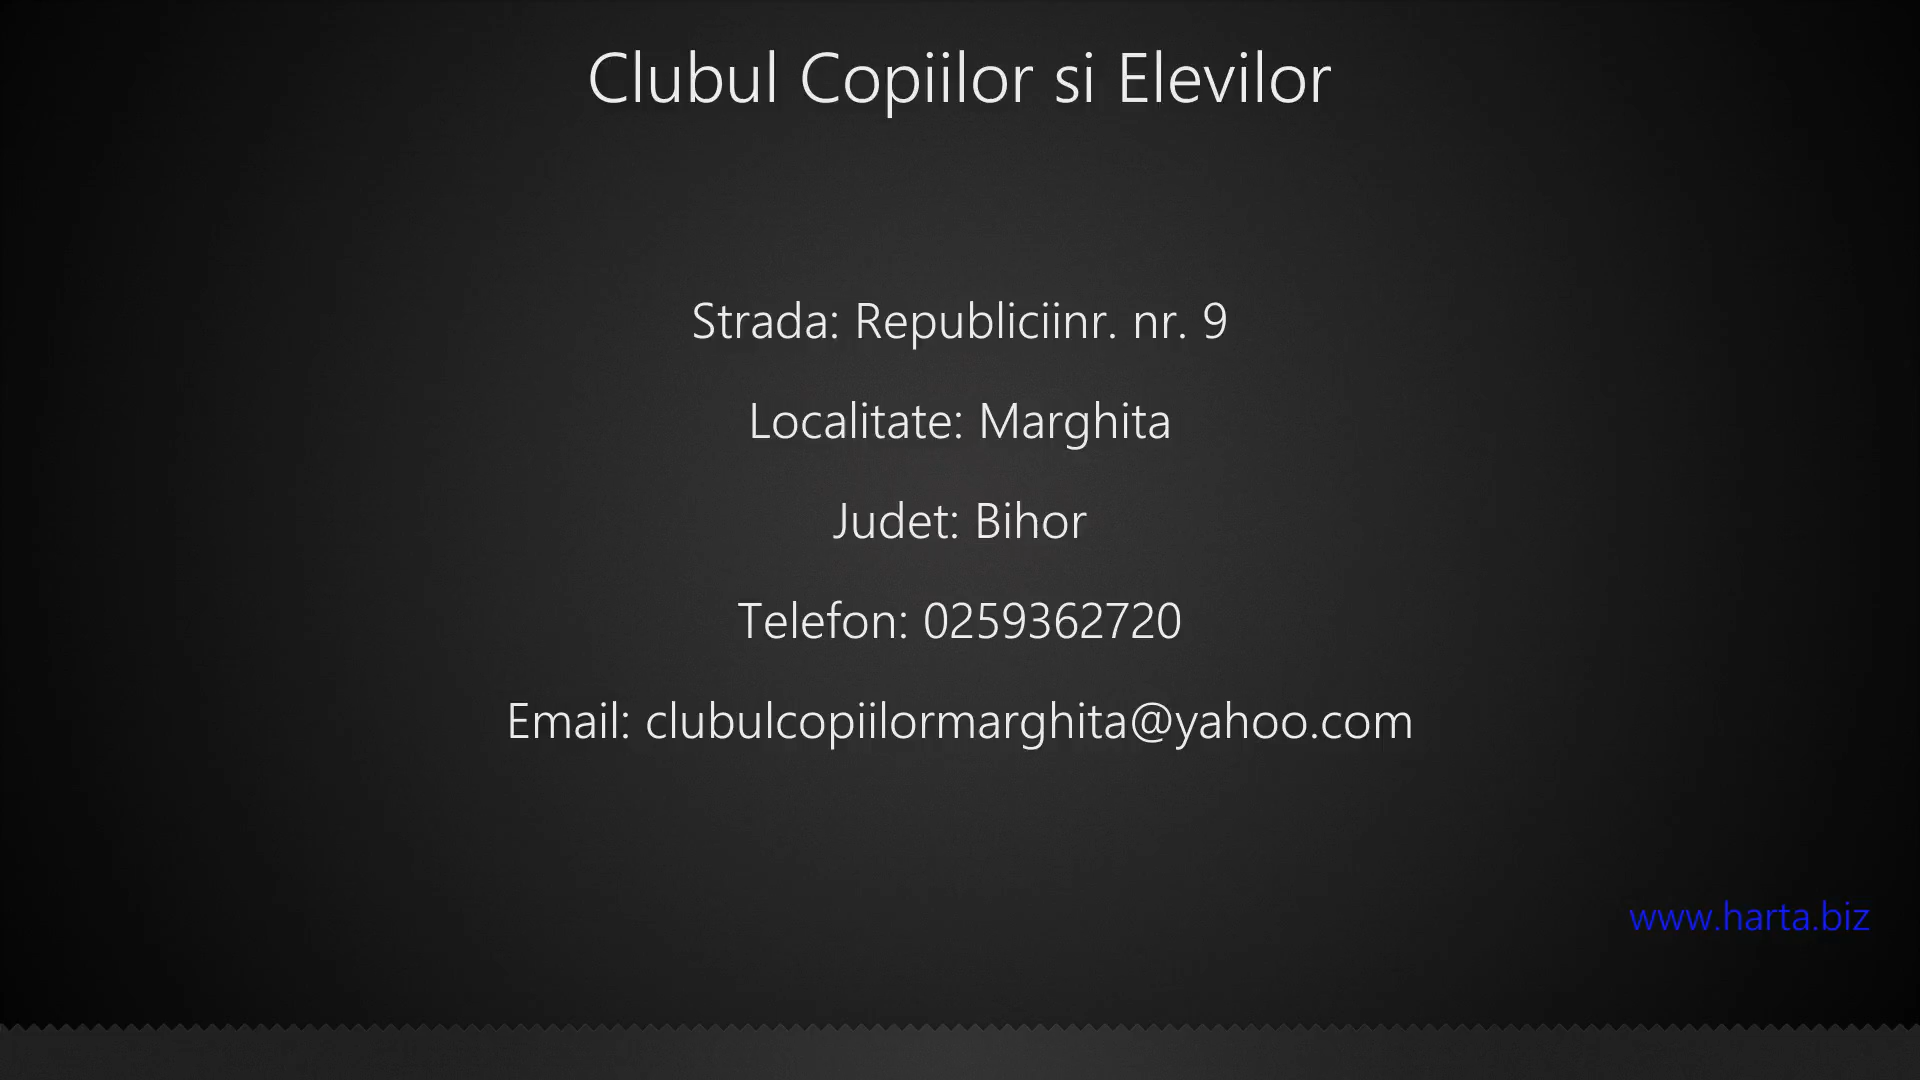 Clubul Copiilor si Elevilor
Strada: Republiciinr. nr. 9
Localitate: Marghita
Judet: Bihor
Telefon: 0259362720
Email: clubulcopiilormarghita@yahoo.com
www.harta.biz